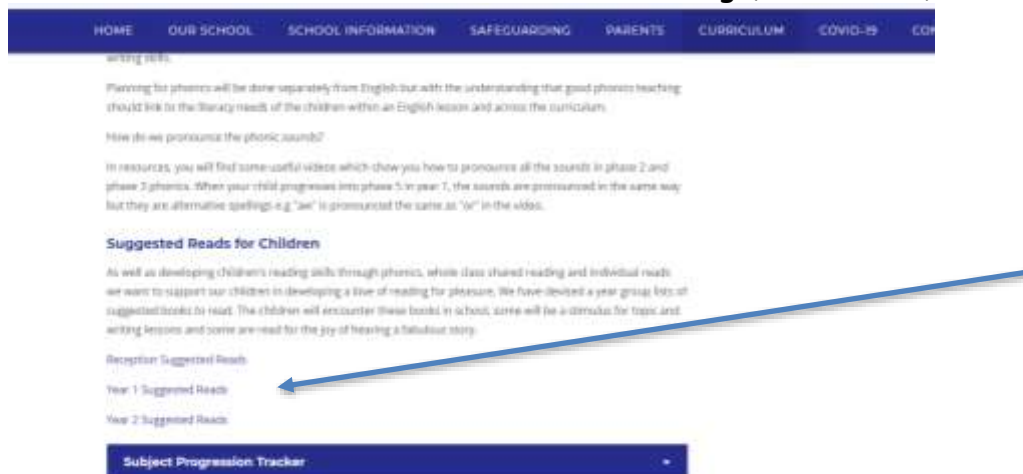 HOME OUR SCHOOL SCHOOL INFORMATION SAFEGUARDING PARENTS CURRICULUM COVID-19
writing skills.
Planning for phonics will be done separately from English but with the understanding that good phonics teaching
should link to the literacy needs of the children within an English lesson and across the curriculum.
How do we pronounce the phonic sounds?
In resources, you will find some useful videos which show you how to pronounce all the sounds in phase 2 and
phase 3 phonics. When your child progresses into phase 5 in year 1, the sounds are pronounced in the same way
but they are alternative spellings e.g "aw" is pronounced the same as "or" in the video.
Suggested Reads for Children
As well as developing children's reading skills through phonics, whole class shared reading and individual reads
we want to support our children in developing a love of reading for pleasure. We have devised a year group lists of
suggested books to read. The children will encounter these books in school, some will be a stimulus for topic and
writing lessons and some are read for the joy of hearing a fabulous story.
Reception Suggested Reads
Year 1 Suggested Reads
Year 2 Suggested Reads
Subject Progression Tracker